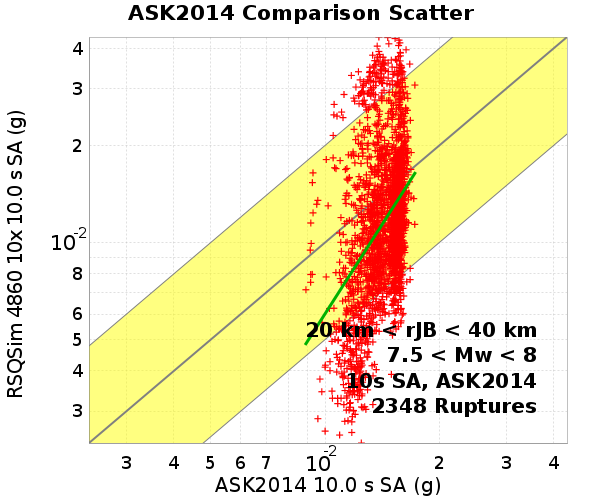 ASK2014 Comparison Scatter
RSQSim 4860 10x 10.0 s SA (g)
4
3
2
10-2
8
6
5
4
3
20 km < rJB < 40 km
7.5 < Mw < 8
10s SA, ASK2014
2348 Ruptures
3 4 5 6 7 10-2 2 3 4
ASK2014 10.0 s SA (g)